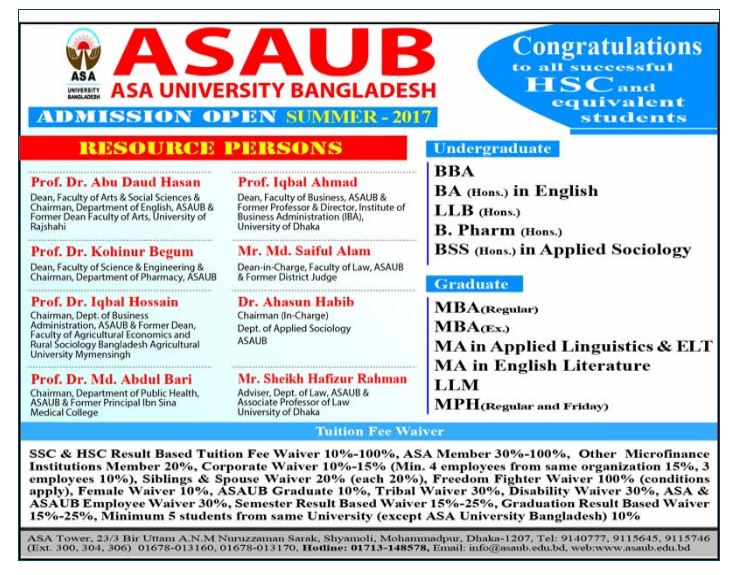 ASA
UNIVERSITY
BANGLADESH
ASAUB
ASA UNIVERSITY BANGLADESH
ADMISSION OPEN SUMMER - 2017
Congratulations
to all successful
HSC and
equivalent
students
RESOURCE PERSONS
Prof. Dr. Abu Daud Hasan
Dean, Faculty of Arts & Social Sciences &
Chairman, Department of English, ASAUB &
Former Dean Faculty of Arts, University of
Rajshahi
Prof. Iqbal Ahmad
Dean, Faculty of Business, ASAUB &
Former Professor & Director, Institute of
Business Administration (IBA),
University of Dhaka
Prof. Dr. Kohinur Begum
Dean, Faculty of Science & Engineering &
Chairman, Department of Pharmacy, ASAUB
Mr. Md. Saiful Alam
Dean-in-Charge, Faculty of Law, ASAUB
& Former District Judge
Prof. Dr. Iqbal Hossain
Chairman, Dept. of Business
Administration, ASAUB & Former Dean,
Faculty of Agricultural Economics and
Rural Sociology Bangladesh Agricultural
University Mymensingh
Dr. Ahasun Habib
Chairman (In-Charge)
Dept. of Applied Sociology
ASAUB
Prof. Dr. Md. Abdul Bari
Chairman, Department of Public Health,
ASAUB & Former Principal Ibn Sina
Medical College
Mr. Sheikh Hafizur Rahman
Adviser, Dept. of Law, ASAUB &
Associate Professor of Law
University of Dhaka
Undergraduate
BBA
BA (Hons.) in English
LLB (Hons.)
B. Pharm (Hons.)
BSS (Hons.) in Applied Sociology
Graduate
MBA(Regular)
MBA(Ex.)
MA in Applied Linguistics & ELT
MA in English Literature
LLM
MPH(Regular and Friday)
Tuition Fee Waiver
SSC & HSC Result Based Tuition Fee Waiver 10%-100%, ASA Member 30%-100%, Other Microfinance
Institutions Member 20%, Corporate Waiver 10%-15% (Min. 4 employees from same organization 15%, 3
employees 10%), Siblings & Spouse Waiver 20% (each 20%), Freedom Fighter Waiver 100% (conditions
apply), Female Waiver 10%, ASAUB Graduate 10%, Tribal Waiver 30%, Disability Waiver 30%, ASA &
ASAUB Employee Waiver 30%, Semester Result Based Waiver 15%-25%, Graduation Result Based Waiver
15%-25%, Minimum 5 students from same University (except ASA University Bangladesh) 10%
ASA Tower, 23/3 Bir Uttam A.N.M Nuruzzaman Sarak, Shyamoli, Mohammadpur, Dhaka-1207, Tel: 9140777, 9115645, 9115746
(Ext. 300, 304, 306) 01678-013160, 01678-013170, Hotline: 01713-148578, Email: info@asaub.edu.bd, web:www.asaub.edu.bd